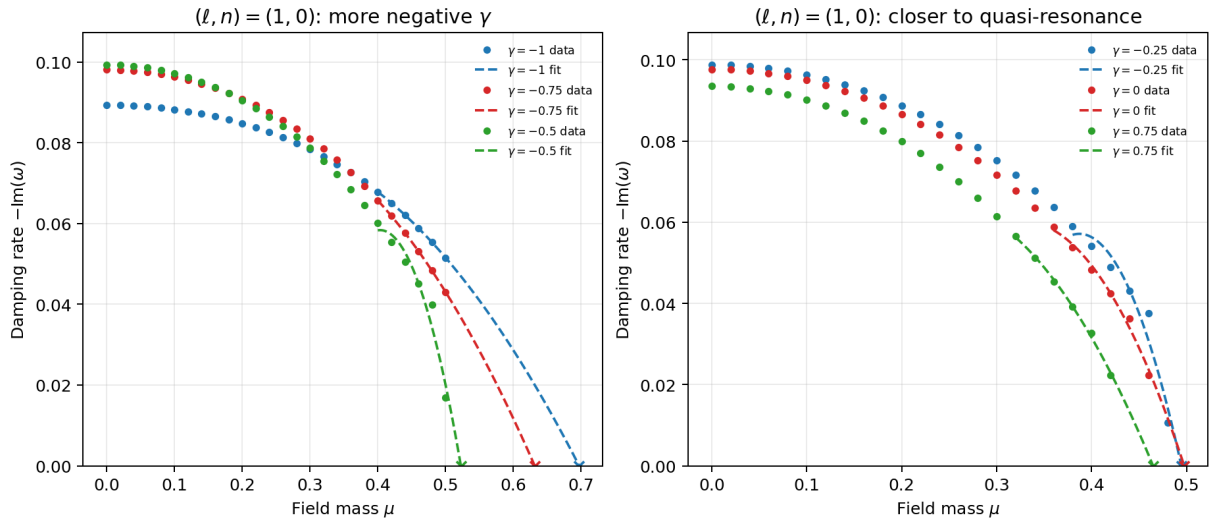 (ℓ, n) = (1, 0): more negative γ
Damping rate −Im(ω)
0.10
0.08
0.06
0.04
0.02
0.00
γ = −1 data
γ = −1 fit
γ = −0.75 data
γ = −0.75 fit
γ = −0.5 data
γ = −0.5 fit
0.0 0.1 0.2 0.3 0.4 0.5 0.6 0.7
Field mass μ
(ℓ, n) = (1, 0): closer to quasi-resonance
Damping rate −Im(ω)
0.10
0.08
0.06
0.04
0.02
0.00
γ = −0.25 data
γ = −0.25 fit
γ = 0 data
γ = 0 fit
γ = 0.75 data
γ = 0.75 fit
0.0 0.1 0.2 0.3 0.4 0.5
Field mass μ